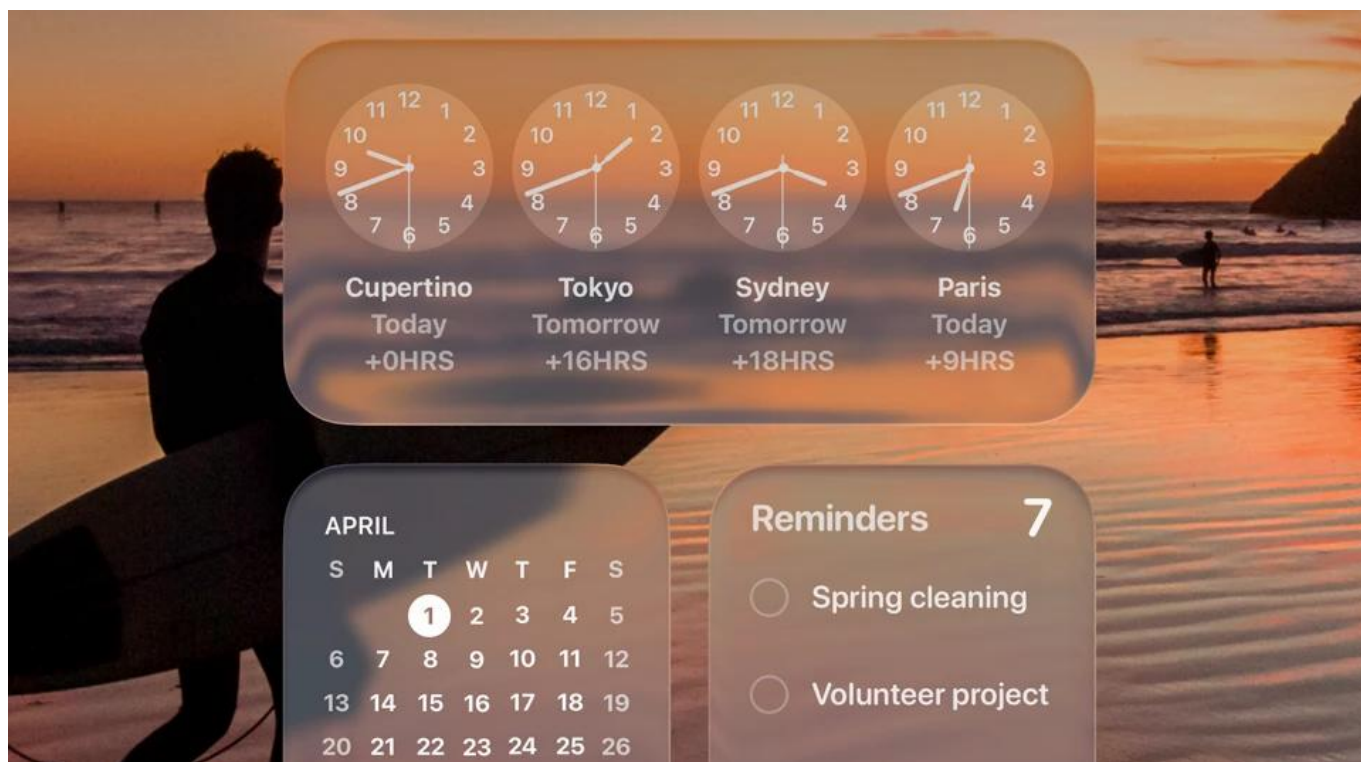 12 1 2 3 4 5 6 7 8 9 10 11
12 1 2 3 4 5 6 7 8 9 10 11
12 1 2 3 4 5 6 7 8 9 10 11
12 1 2 3 4 5 6 7 8 9 10 11
Cupertino Tokyo Sydney Paris
Today Tomorrow Tomorrow Today
+0HRS +16HRS +18HRS +9HRS
APRIL
S M T W T F S
1 2 3 4 5
6 7 8 9 10 11 12
13 14 15 16 17 18 19
20 21 22 23 24 25 26
Reminders 7
Spring cleaning
Volunteer project